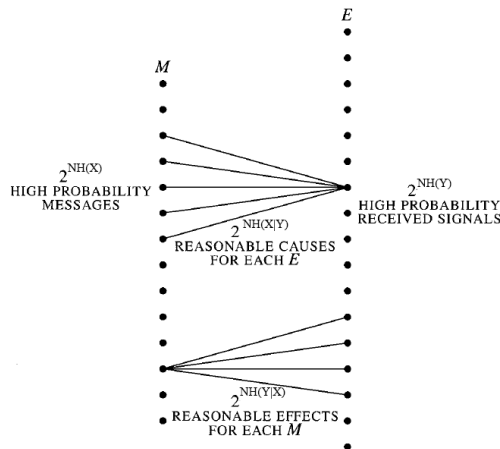 E
M
2^NH(X)
HIGH PROBABILITY
MESSAGES
2^NH(Y)
HIGH PROBABILITY
RECEIVED SIGNALS
2^NH(X|Y)
REASONABLE CAUSES
FOR EACH E
2^NH(Y|X)
REASONABLE EFFECTS
FOR EACH M